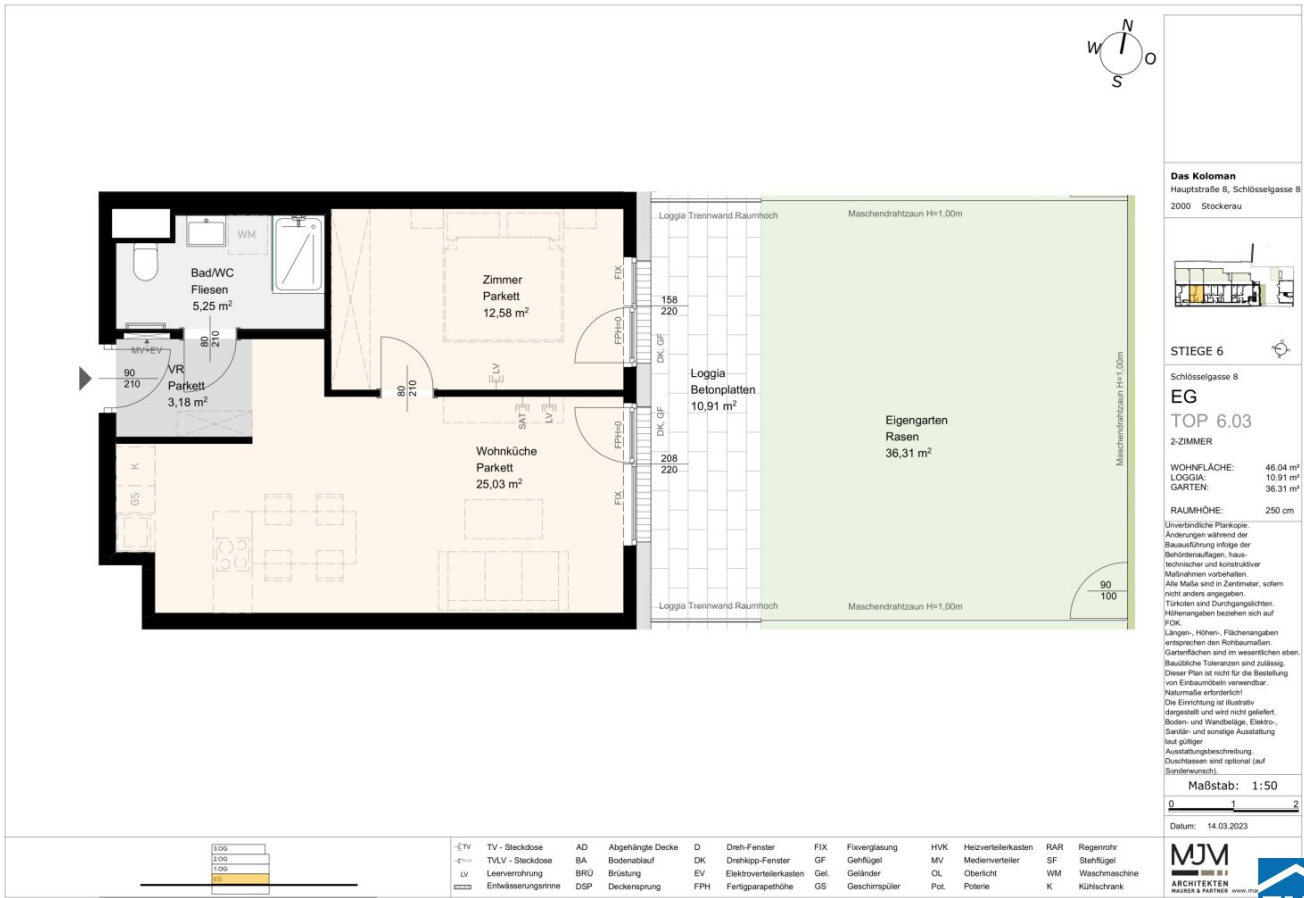 N
W
O
S
Das Koloman
Hauptstraße 8, Schlösselgasse 8
2000 Stockerau
STIEGE 6
Schlösselgasse 8
EG
TOP 6.03
2-ZIMMER
WOHNFLÄCHE: 46.04 m²
LOGGIA: 10.91 m²
GARTEN: 36.31 m²
RAUMHÖHE: 250 cm
Unverbindliche Plankopie.
Änderungen während der
Bauausführung infolge der
Behördenauflagen, haus-
technischer und konstruktiver
Maßnahmen vorbehalten.
Alle Maße sind in Zentimeter, sofern
nicht anders angegeben.
Türkoten sind Durchgangslichten.
Höhenangaben beziehen sich auf
FOK.
Längen-, Höhen-, Flächenangaben
entsprechen den Rohbaumaßen.
Gartenflächen sind im wesentlichen eben.
Bauübliche Toleranzen sind zulässig.
Dieser Plan ist nicht für die Bestellung
von Einbaumöbeln verwendbar.
Naturmaße erforderlich!
Die Einrichtung ist illustrativ
dargestellt und wird nicht geliefert.
Boden- und Wandbeläge, Elektro-,
Sanitär- und sonstige Ausstattung
laut gültiger
Ausstattungsbeschreibung.
Duschtassen sind optional (auf
Sonderwunsch).
Maßstab: 1:50
0 1 2
Datum: 14.03.2023
MJM
ARCHITEKTEN
MAURER & PARTNER www.ma
Bad/WC
Fliesen
5,25 m²
WM
80
210
MV+EV
90
210
VR
Parkett
3,18 m²
Zimmer
Parkett
12,58 m²
FIX
FPH=0
DK, GF
158
220
LV
80
210
SAT
LV
Wohnküche
Parkett
25,03 m²
FPH=0
DK, GF
208
220
FIX
K
GS
Loggia Trennwand Raumhoch
Loggia
Betonplatten
10,91 m²
Loggia Trennwand Raumhoch
Maschendrahtzaun H=1,00m
Eigengarten
Rasen
36,31 m²
Maschendrahtzaun H=1,00m
Maschendrahtzaun H=1,00m
90
100
3.OG
2.OG
1.OG
EG
TV TV - Steckdose AD Abgehängte Decke D Dreh-Fenster FIX Fixverglasung HVK Heizverteilerkasten RAR Regenrohr
TVLV - Steckdose BA Bodenablauf DK Drehkipp-Fenster GF Gehflügel MV Medienverteiler SF Stehflügel
LV Leerverrohrung BRÜ Brüstung EV Elektroverteilerkasten Gel. Geländer OL Oberlicht WM Waschmaschine
Entwässerungsrinne DSP Deckensprung FPH Fertigparapethöhe GS Geschirrspüler Pot. Poterie K Kühlschrank